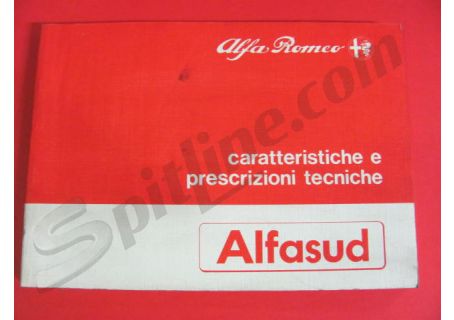 Alfa Romeo
Spitline.com
caratteristiche e
prescrizioni tecniche
Alfasud